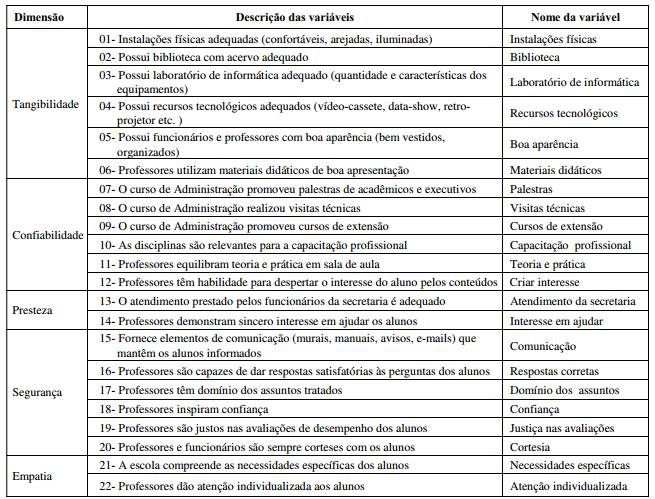 Dimensão Descrição das variáveis Nome da variável
Tangibilidade
01- Instalações físicas adequadas (confortáveis, arejadas, iluminadas) Instalações físicas
02- Possui biblioteca com acervo adequado Biblioteca
03- Possui laboratório de informática adequado (quantidade e características dos
equipamentos) Laboratório de informática
04- Possui recursos tecnológicos adequados (vídeo-cassete, data-show, retro-
projetor etc. ) Recursos tecnológicos
05- Possui funcionários e professores com boa aparência (bem vestidos,
organizados) Boa aparência
06- Professores utilizam materiais didáticos de boa apresentação Materiais didáticos
Confiabilidade
07- O curso de Administração promoveu palestras de acadêmicos e executivos Palestras
08- O curso de Administração realizou visitas técnicas Visitas técnicas
09- O curso de Administração promoveu cursos de extensão Cursos de extensão
10- As disciplinas são relevantes para a capacitação profissional Capacitação profissional
11- Professores equilibram teoria e prática em sala de aula Teoria e prática
12- Professores têm habilidade para despertar o interesse do aluno pelos conteúdos Criar interesse
Presteza
13- O atendimento prestado pelos funcionários da secretaria é adequado Atendimento da secretaria
14- Professores demonstram sincero interesse em ajudar os alunos Interesse em ajudar
Segurança
15- Fornece elementos de comunicação (murais, manuais, avisos, e-mails) que
mantêm os alunos informados Comunicação
16- Professores são capazes de dar respostas satisfatórias às perguntas dos alunos Respostas corretas
17- Professores têm domínio dos assuntos tratados Domínio dos assuntos
18- Professores inspiram confiança Confiança
19- Professores são justos nas avaliações de desempenho dos alunos Justiça nas avaliações
20- Professores e funcionários são sempre corteses com os alunos Cortesia
Empatia
21- A escola compreende as necessidades específicas dos alunos Necessidades específicas
22- Professores dão atenção individualizada aos alunos Atenção individualizada